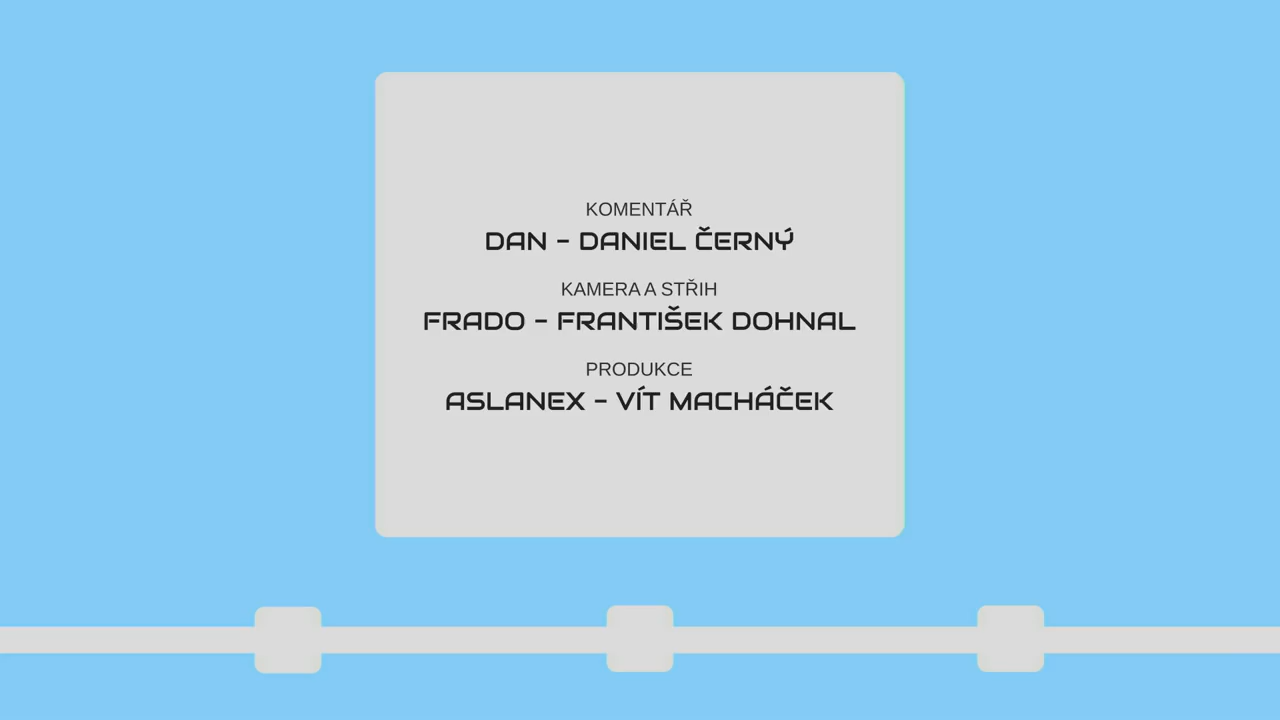 KOMENTÁŘ
DAN - DANIEL ČERNÝ
KAMERA A STŘIH
FRADO - FRANTIŠEK DOHNAL
PRODUKCE
ASLANEX - VÍT MACHÁČEK